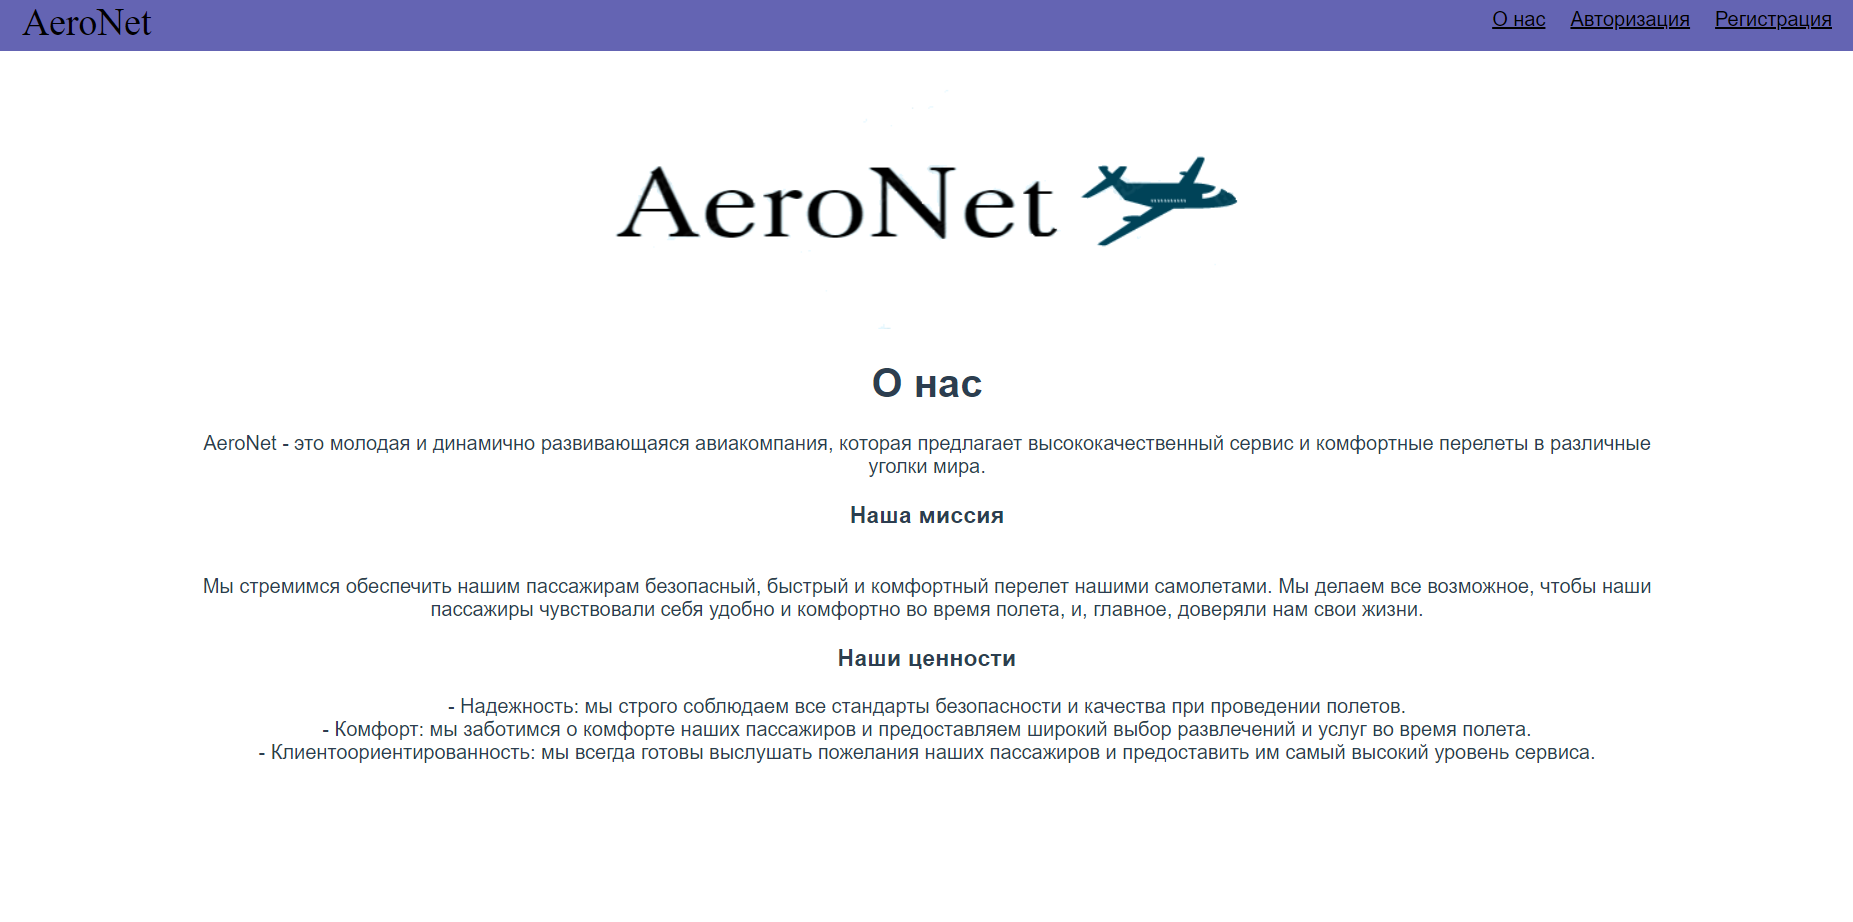 AeroNet
О нас Авторизация Регистрация
AeroNet
О нас
AeroNet - это молодая и динамично развивающаяся авиакомпания, которая предлагает высококачественный сервис и комфортные перелеты в различные
уголки мира.
Наша миссия
Мы стремимся обеспечить нашим пассажирам безопасный, быстрый и комфортный перелет нашими самолетами. Мы делаем все возможное, чтобы наши
пассажиры чувствовали себя удобно и комфортно во время полета, и, главное, доверяли нам свои жизни.
Наши ценности
- Надежность: мы строго соблюдаем все стандарты безопасности и качества при проведении полетов.
- Комфорт: мы заботимся о комфорте наших пассажиров и предоставляем широкий выбор развлечений и услуг во время полета.
- Клиентоориентированность: мы всегда готовы выслушать пожелания наших пассажиров и предоставить им самый высокий уровень сервиса.